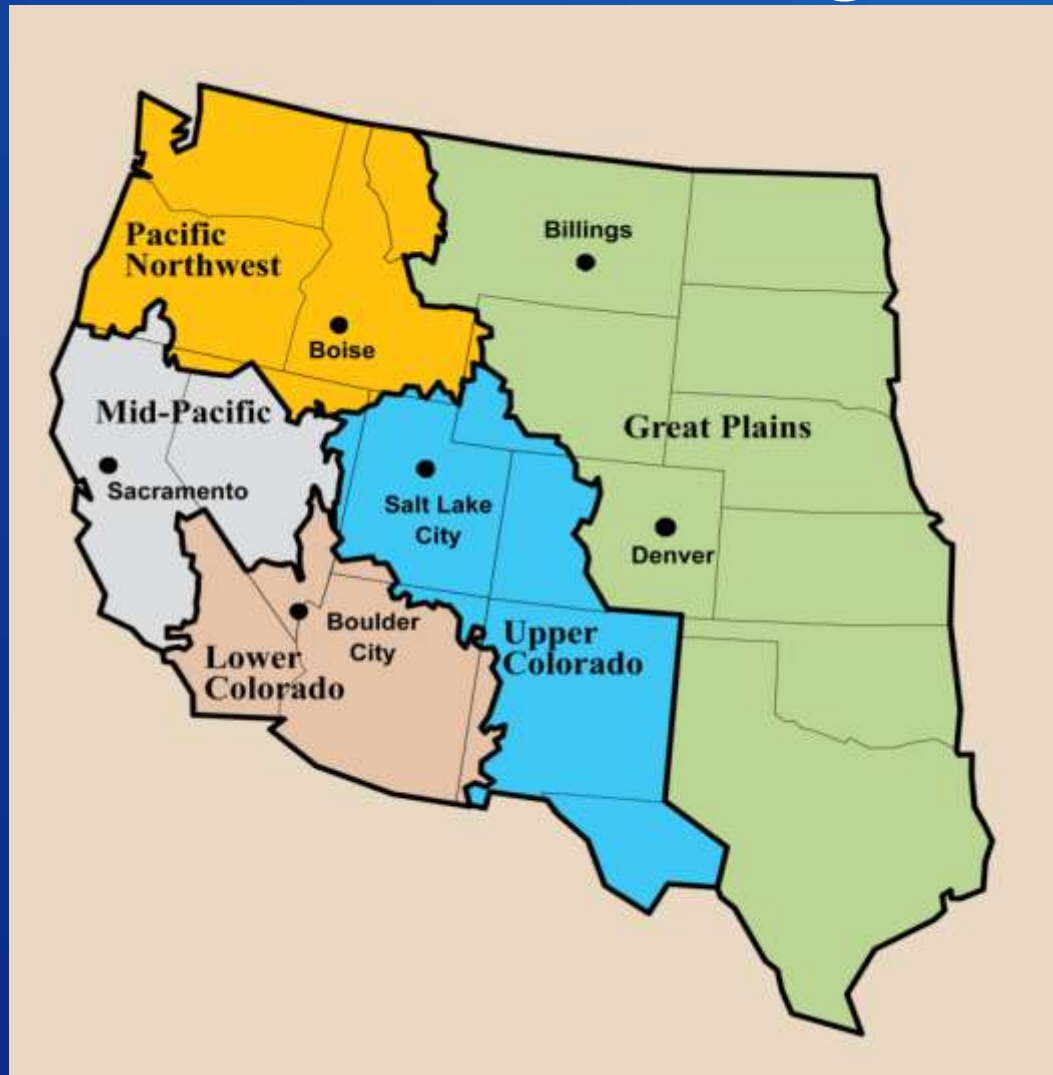 Billings
Pacific
Northwest
Boise
Mid-Pacific
Great Plains
Sacramento
Salt Lake
City
Denver
Boulder
City
Upper
Colorado
Lower
Colorado